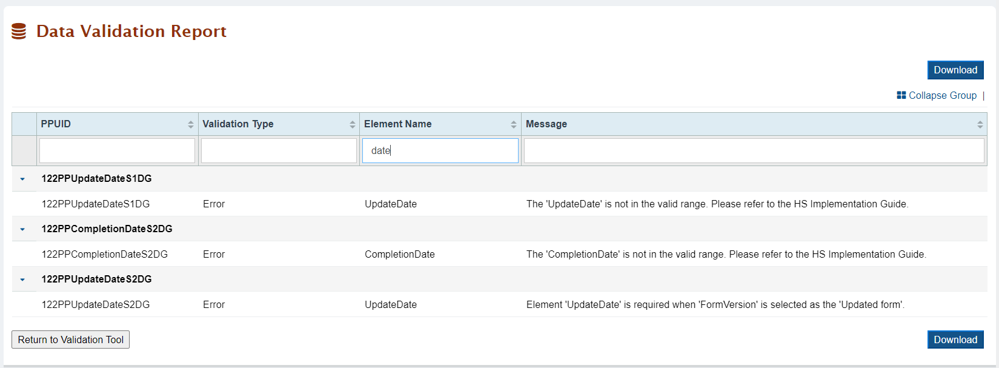 Data Validation Report
Download
Collapse Group |
PPUID Validation Type Element Name Message
date
122PPUpdateDateS1DG
122PPUpdateDateS1DG Error UpdateDate The 'UpdateDate' is not in the valid range. Please refer to the HS Implementation Guide.
122PPCompletionDateS2DG
122PPCompletionDateS2DG Error CompletionDate The 'CompletionDate' is not in the valid range. Please refer to the HS Implementation Guide.
122PPUpdateDateS2DG
122PPUpdateDateS2DG Error UpdateDate Element 'UpdateDate' is required when 'FormVersion' is selected as the 'Updated form'.
Return to Validation Tool Download